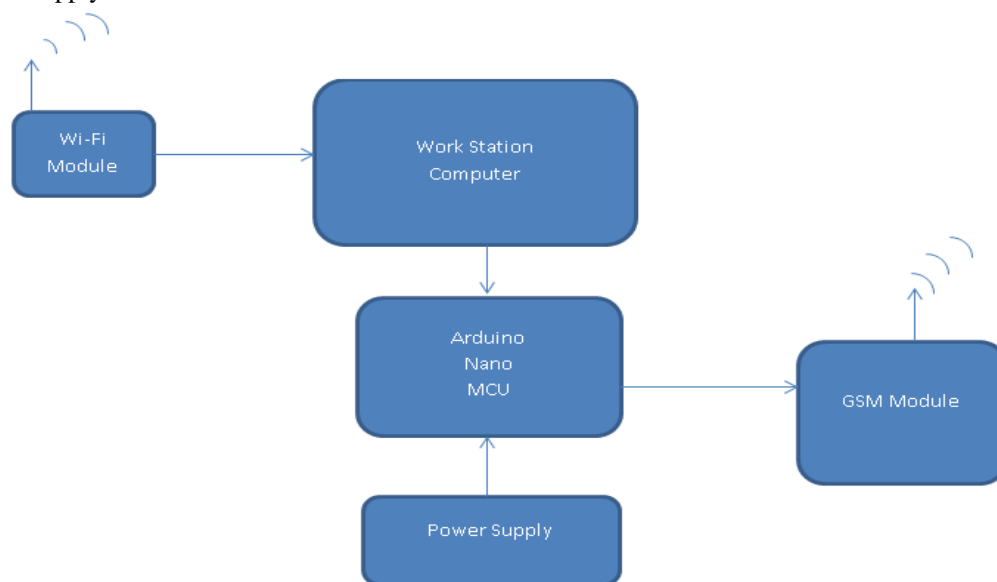 Wi-Fi
Module
Work Station
Computer
Arduino
Nano
MCU
GSM Module
Power Supply